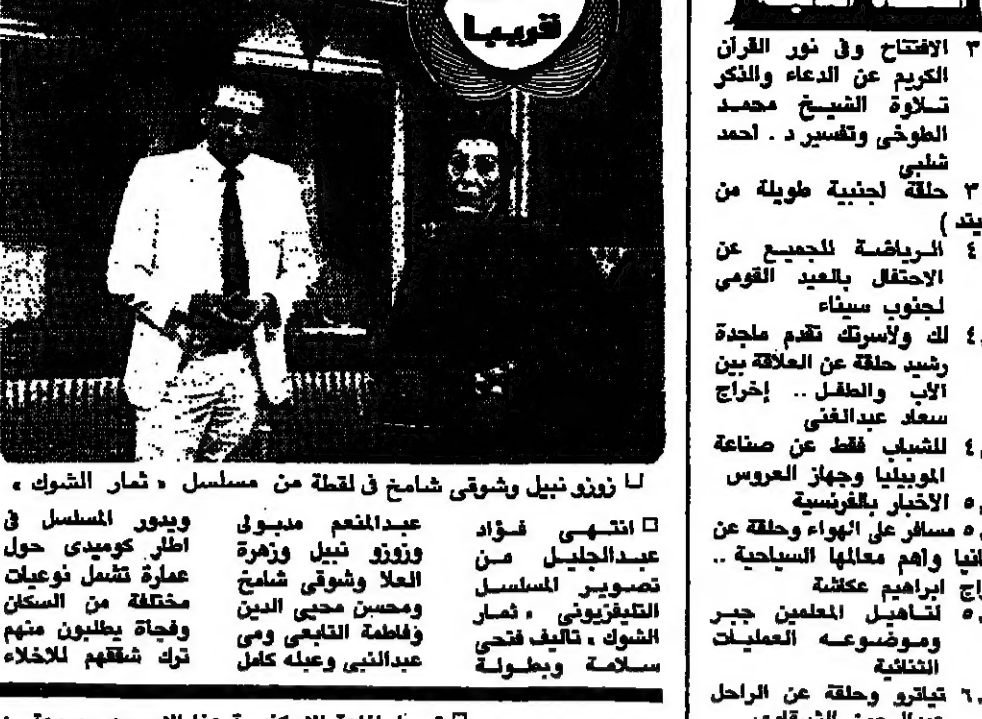 قريبا
زوزو نبيل وشوقى شامخ فى لقطة من مسلسل « ثمار الشوك »
□ انتهى فؤاد
عبدالجليل من
تصوير المسلسل
التليفزيونى « ثمار
الشوك » تاليف فتحى
سلامة وبطولة
عبدالمنعم مدبولى
وزوزو نبيل وزهرة
العلا وشوقى شامخ
ومحسن محيى الدين
وفاطمة التابعى ومى
عبدالنبى وعبله كامل
ويدور المسلسل فى
اطار كوميدى حول
عمارة تشمل نوعيات
مختلفة من السكان
وفجأة يطلبون منهم
ترك شققهم للاخلاء
٣ الافتتاح وفى نور القرآن
الكريم عن الدعاء والذكر
تلاوة الشيخ محمد
الطوخى وتفسير د . احمد
شلبى
٣ حلقة اجنبية طويلة من
٤ الرياضة للجميع عن
الاحتفال بالعيد القومى
لجنوب سيناء
٤ لك ولأسرتك تقدم ماجدة
رشيد حلقة عن العلاقة بين
الأب والطفل .. إخراج
سعاد عبدالغنى
٤ للشباب فقط عن صناعة
الموبيليا وجهاز العروس
٥ الاخبار بالفرنسية
٥ مسافر على الهواء وحلقة عن
وأهم معالمها السياحية ..
ابراهيم عكاشة
٥ لتأهيل المعلمين جبر
وموضوعه العمليات
الثنائية
٦ تياترو وحلقة عن الراحل